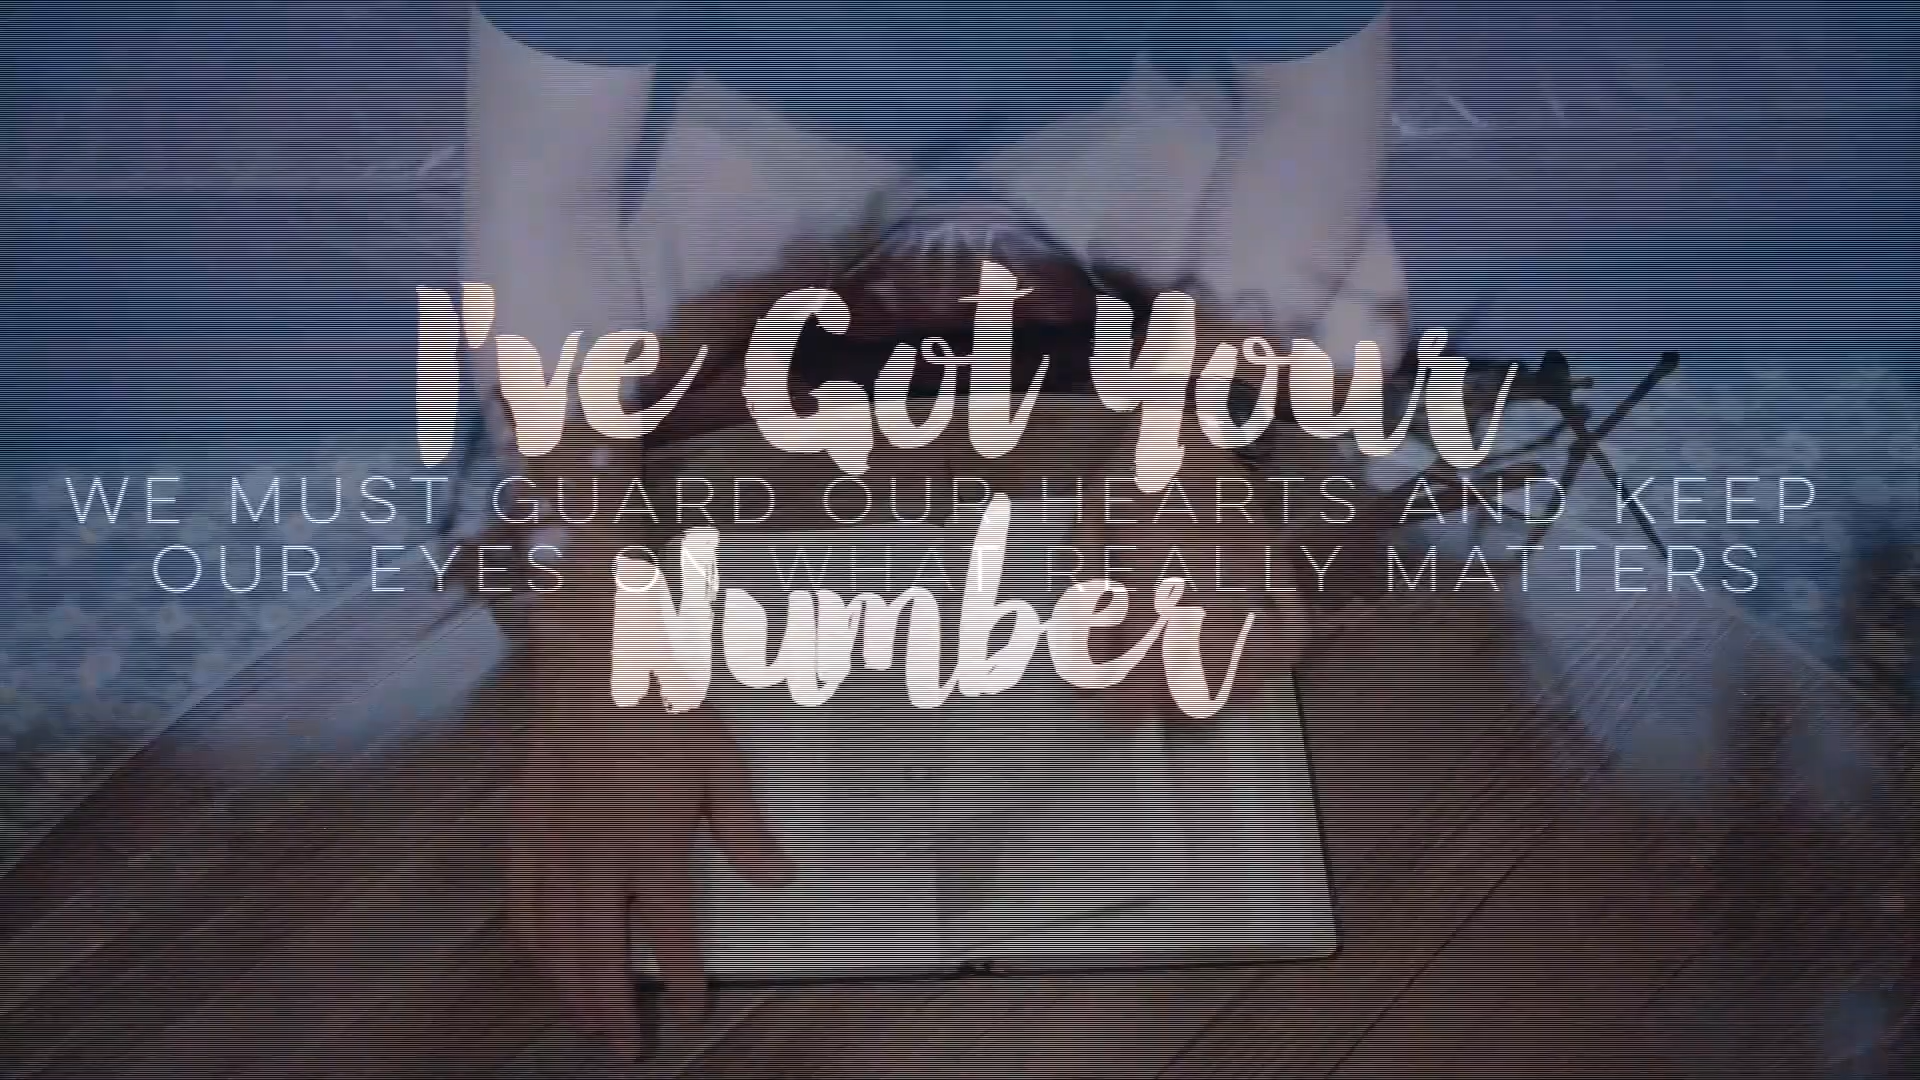 I've Got Your
Number
WE MUST GUARD OUR HEARTS AND KEEP
OUR EYES ON WHAT REALLY MATTERS